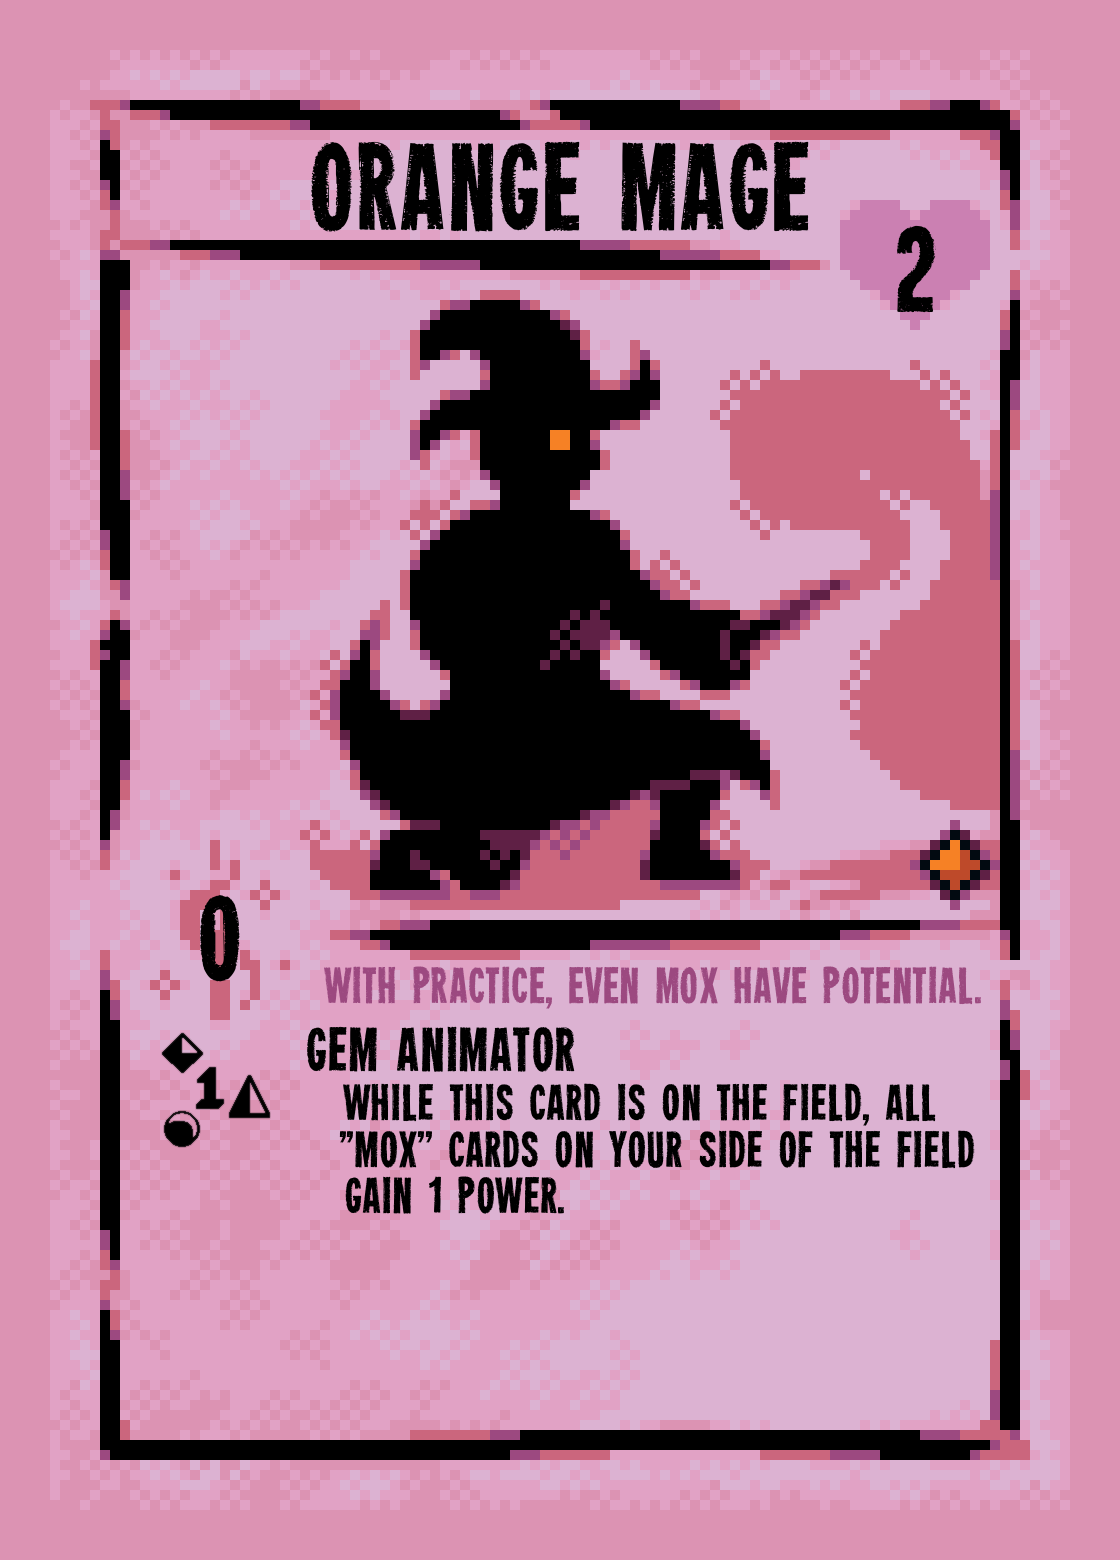 ORANGE MAGE
2
0
1
WITH PRACTICE, EVEN MOX HAVE POTENTIAL.
GEM ANIMATOR
WHILE THIS CARD IS ON THE FIELD, ALL
"MOX" CARDS ON YOUR SIDE OF THE FIELD
GAIN 1 POWER.